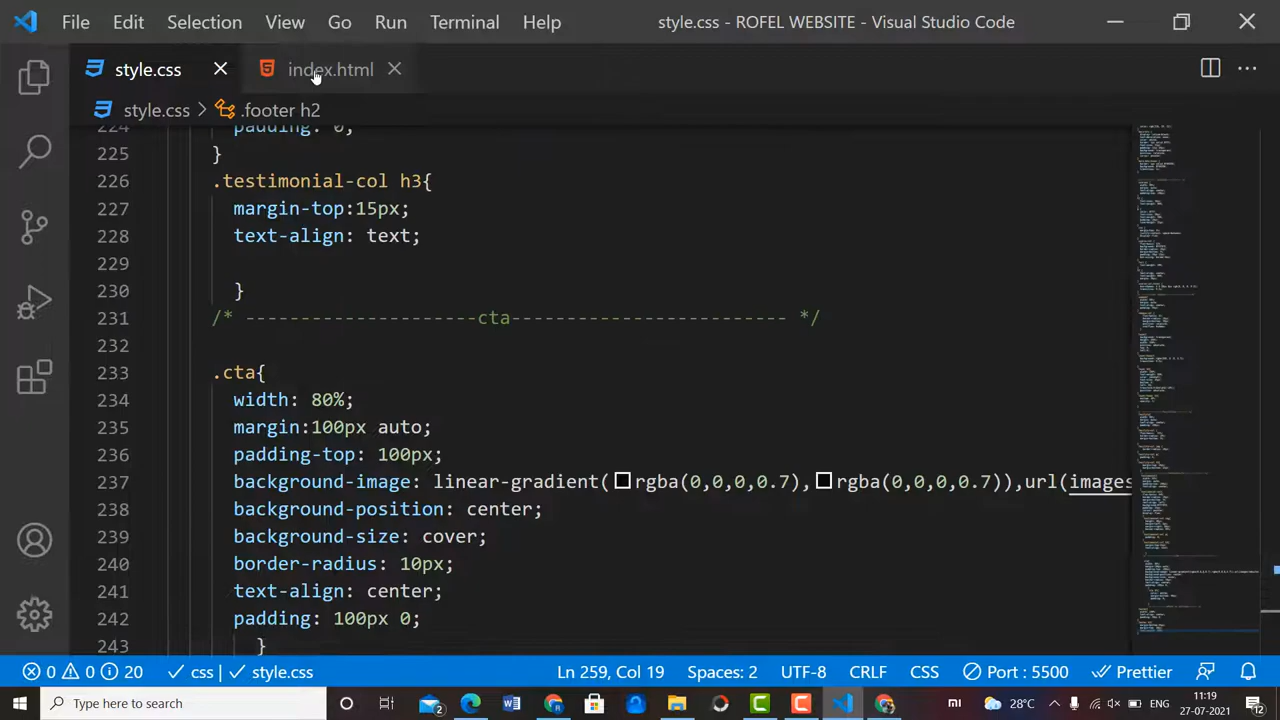 File Edit Selection View Go Run Terminal Help style.css - ROFEL WEBSITE - Visual Studio Code
style.css index.html
style.css > .footer h2
224 padding: 0;
225 }
226 .testimonial-col h3{
227 margin-top:15px;
228 text-align: text;
229
230 }
231 /* ---------------------- cta----------------------- */
232
233 .cta{
234 width: 80%;
235 margin:100px auto;
236 padding-top: 100px;
237 background-image: linear-gradient(rgba(0,0,0,0.7),rgba(0,0,0,0.7)),url(images
238 background-position: center;
239 background-size: cover;
240 border-radius: 10px;
241 text-align: center;
242 padding: 100px 0;
243 }
0 0 20 css | style.css Ln 259, Col 19 Spaces: 2 UTF-8 CRLF CSS Port : 5500 Prettier
Type here to search 2 mi 28°C ENG 11:19
27-07-2021